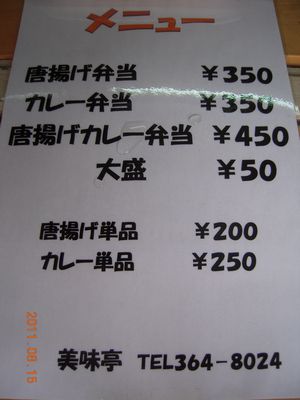 メニュー
唐揚げ弁当 ￥350
カレー弁当 ￥350
唐揚げカレー弁当 ￥450
大盛 ￥50
唐揚げ単品 ￥200
カレー単品 ￥250
美味亭 TEL364-8024
2011.08.15